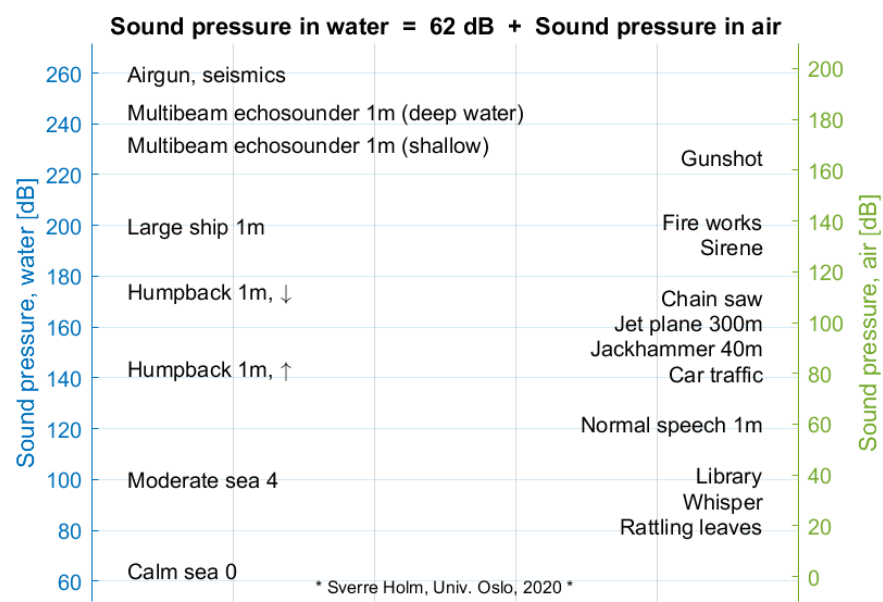 Sound pressure in water = 62 dB + Sound pressure in air
260
240
220
200
180
160
140
120
100
80
60
Sound pressure, water [dB]
Airgun, seismics
Multibeam echosounder 1m (deep water)
Multibeam echosounder 1m (shallow)
Large ship 1m
Humpback 1m, ↓
Humpback 1m, ↑
Moderate sea 4
Calm sea 0
Gunshot
Fire works
Sirene
Chain saw
Jet plane 300m
Jackhammer 40m
Car traffic
Normal speech 1m
Library
Whisper
Rattling leaves
* Sverre Holm, Univ. Oslo, 2020 *
200
180
160
140
120
100
80
60
40
20
0
Sound pressure, air [dB]